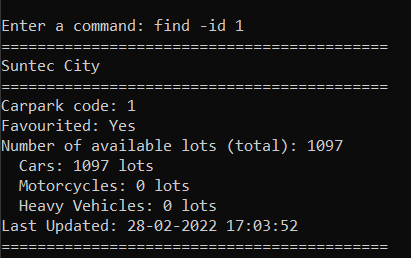 Enter a command: find -id 1
===========================================
Suntec City
===========================================
Carpark code: 1
Favourited: Yes
Number of available lots (total): 1097
  Cars: 1097 lots
  Motorcycles: 0 lots
  Heavy Vehicles: 0 lots
Last Updated: 28-02-2022 17:03:52
===========================================